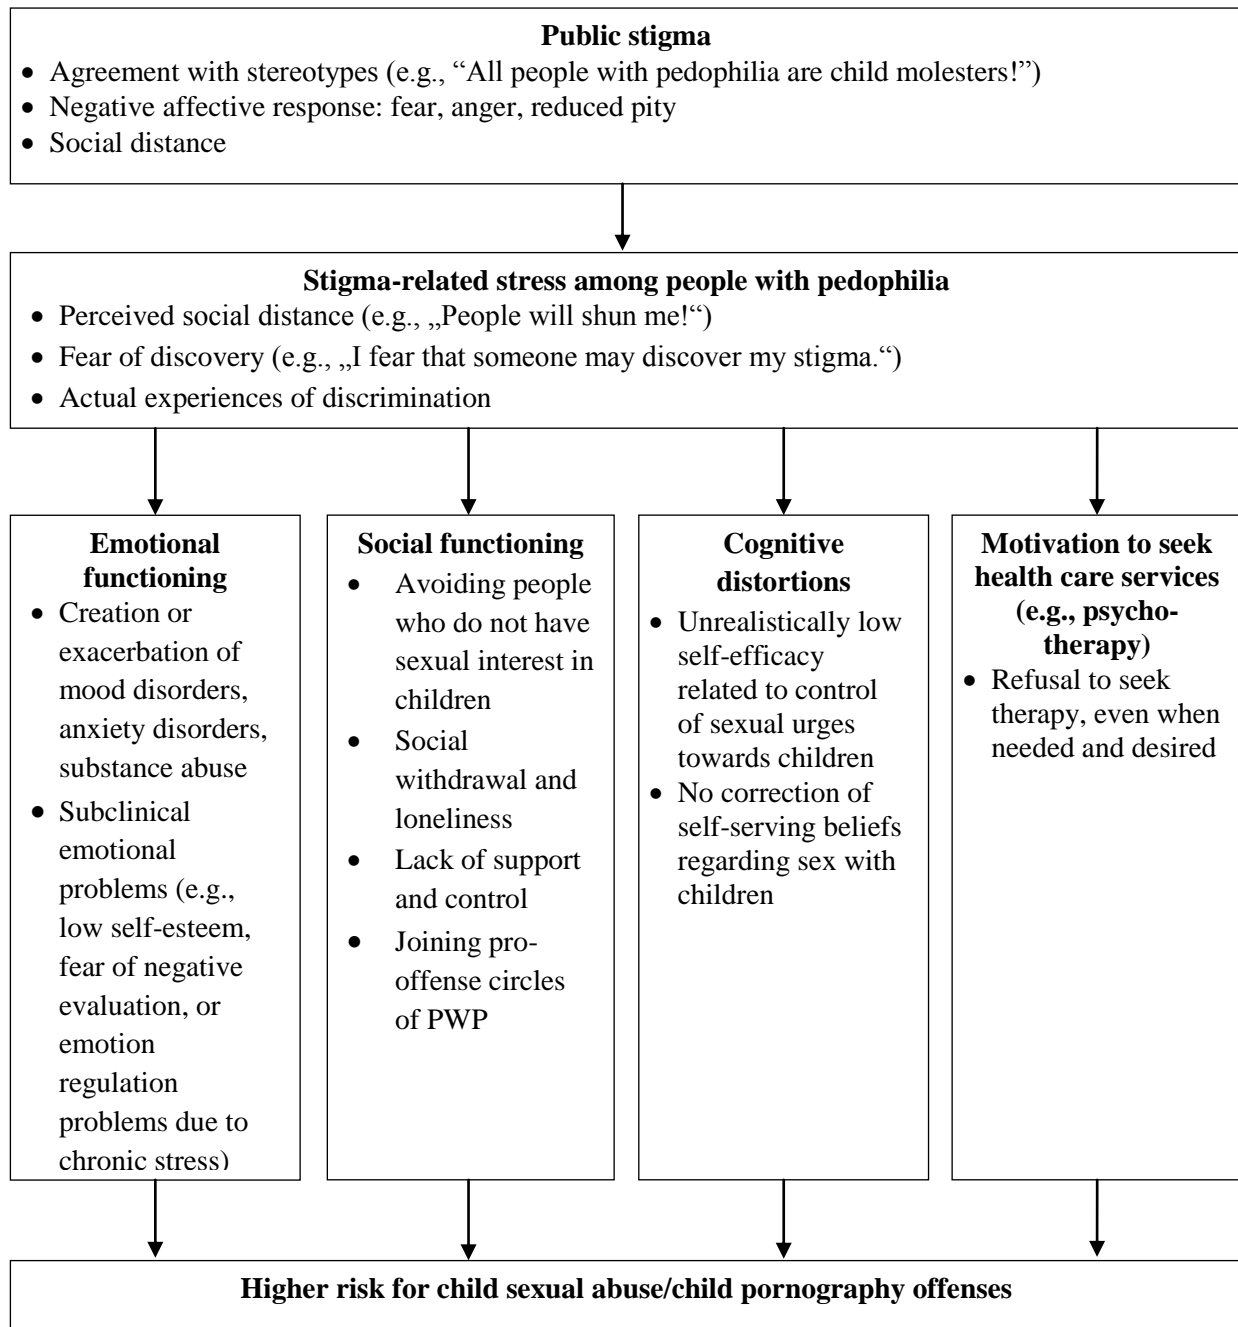 Public stigma
• Agreement with stereotypes (e.g., “All people with pedophilia are child molesters!”)
• Negative affective response: fear, anger, reduced pity
• Social distance
Stigma-related stress among people with pedophilia
• Perceived social distance (e.g., „People will shun me!“)
• Fear of discovery (e.g., „I fear that someone may discover my stigma.“)
• Actual experiences of discrimination
Emotional
functioning
• Creation or
exacerbation of
mood disorders,
anxiety disorders,
substance abuse
• Subclinical
emotional
problems (e.g.,
low self-esteem,
fear of negative
evaluation, or
emotion
regulation
problems due to
chronic stress)
Social functioning
• Avoiding people
who do not have
sexual interest in
children
• Social
withdrawal and
loneliness
• Lack of support
and control
• Joining pro-
offense circles
of PWP
Cognitive
distortions
• Unrealistically low
self-efficacy
related to control
of sexual urges
towards children
• No correction of
self-serving beliefs
regarding sex with
children
Motivation to seek
health care services
(e.g., psycho-
therapy)
• Refusal to seek
therapy, even when
needed and desired
Higher risk for child sexual abuse/child pornography offenses